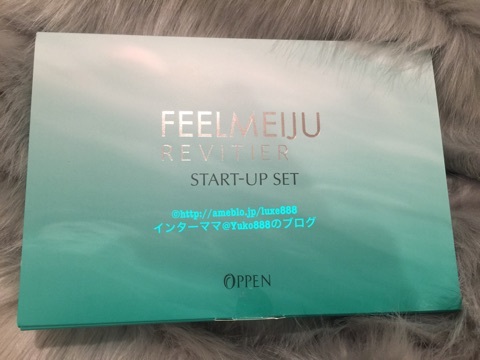 FEELMEIJU
REVITIER
START-UP SET
@http://ameblo.jp/luxe888
インターママ@Yuko888のブログ
OPPEN